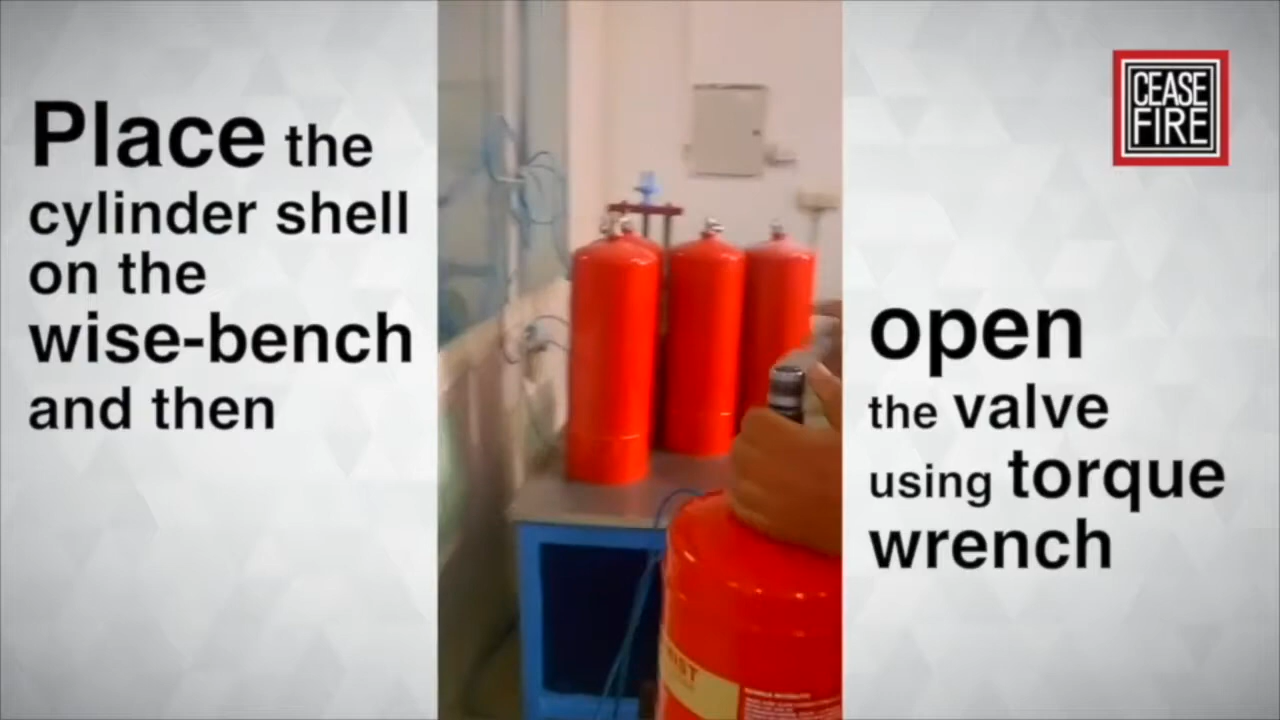 Place the
cylinder shell
on the
wise-bench
and then
open
the valve
using torque
wrench
CEASE
FIRE